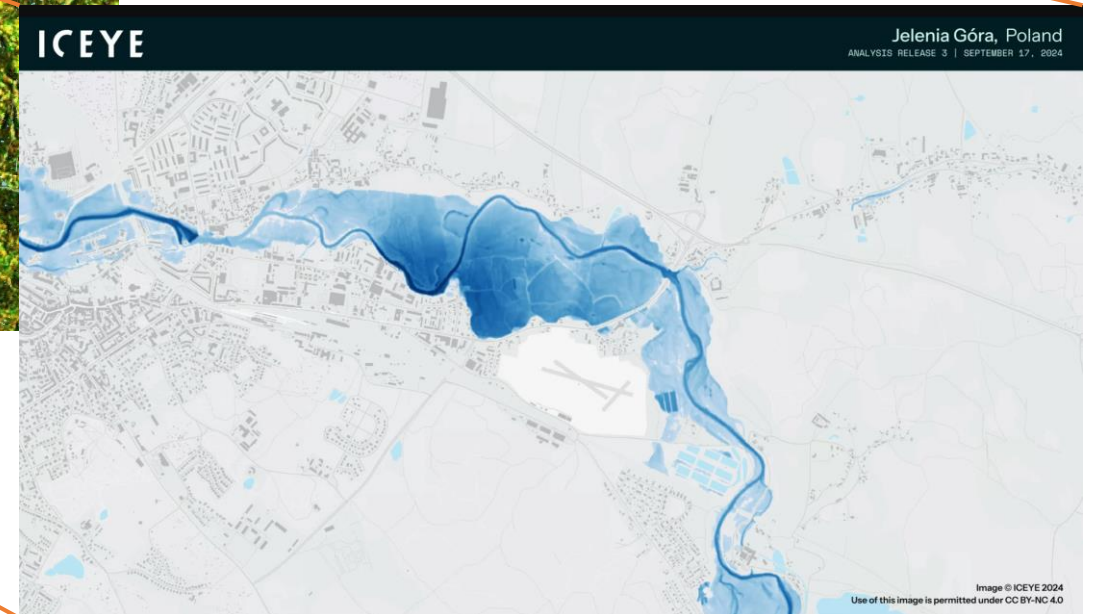 ICEYE
Jelenia Góra, Poland
ANALYSIS RELEASE 3 | SEPTEMBER 17, 2024
Image © ICEYE 2024
Use of this image is permitted under CC BY-NC 4.0